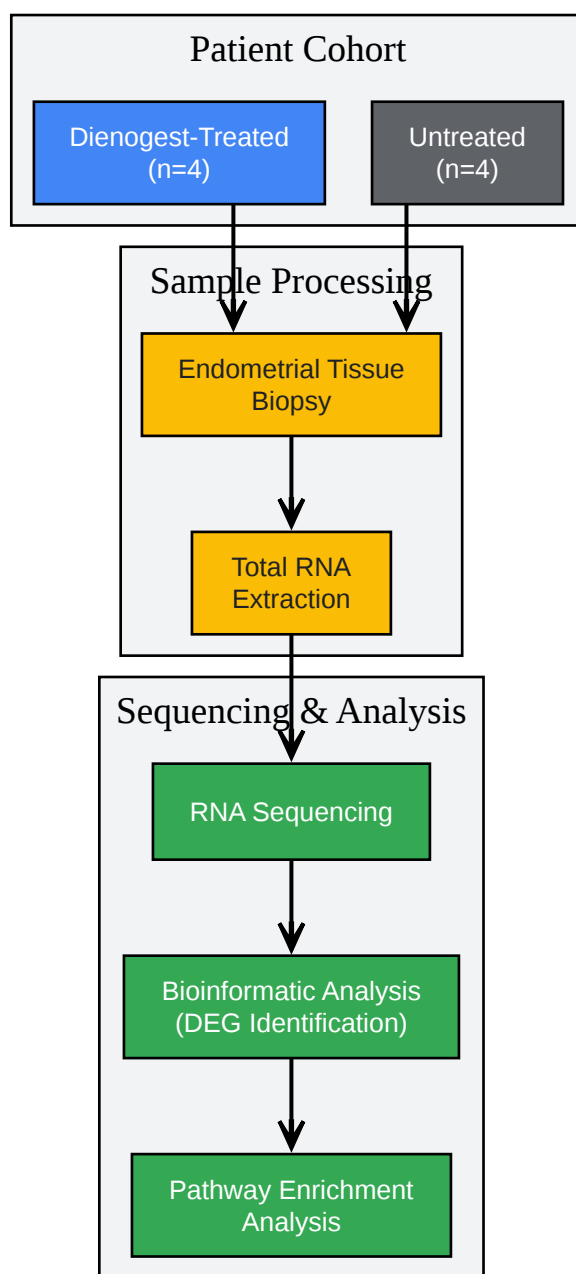 Patient Cohort
Dienogest-Treated
(n=4)
Untreated
(n=4)
Sample Processing
Endometrial Tissue
Biopsy
Total RNA
Extraction
Sequencing & Analysis
RNA Sequencing
Bioinformatic Analysis
(DEG Identification)
Pathway Enrichment
Analysis